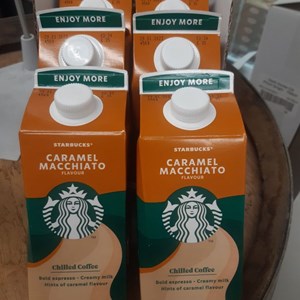 ENJOY MORE
ENJOY MORE
ENJOY MORE
ENJOY MORE
STARBUCKS®
CARAMEL
MACCHIATO
FLAVOUR
Chilled Coffee
Bold espresso · Creamy milk
Hints of caramel flavour
STARBUCKS®
CARAMEL
MACCHIATO
FLAVOUR
Chilled Coffee
Bold espresso · Creamy milk
Hints of caramel flavour